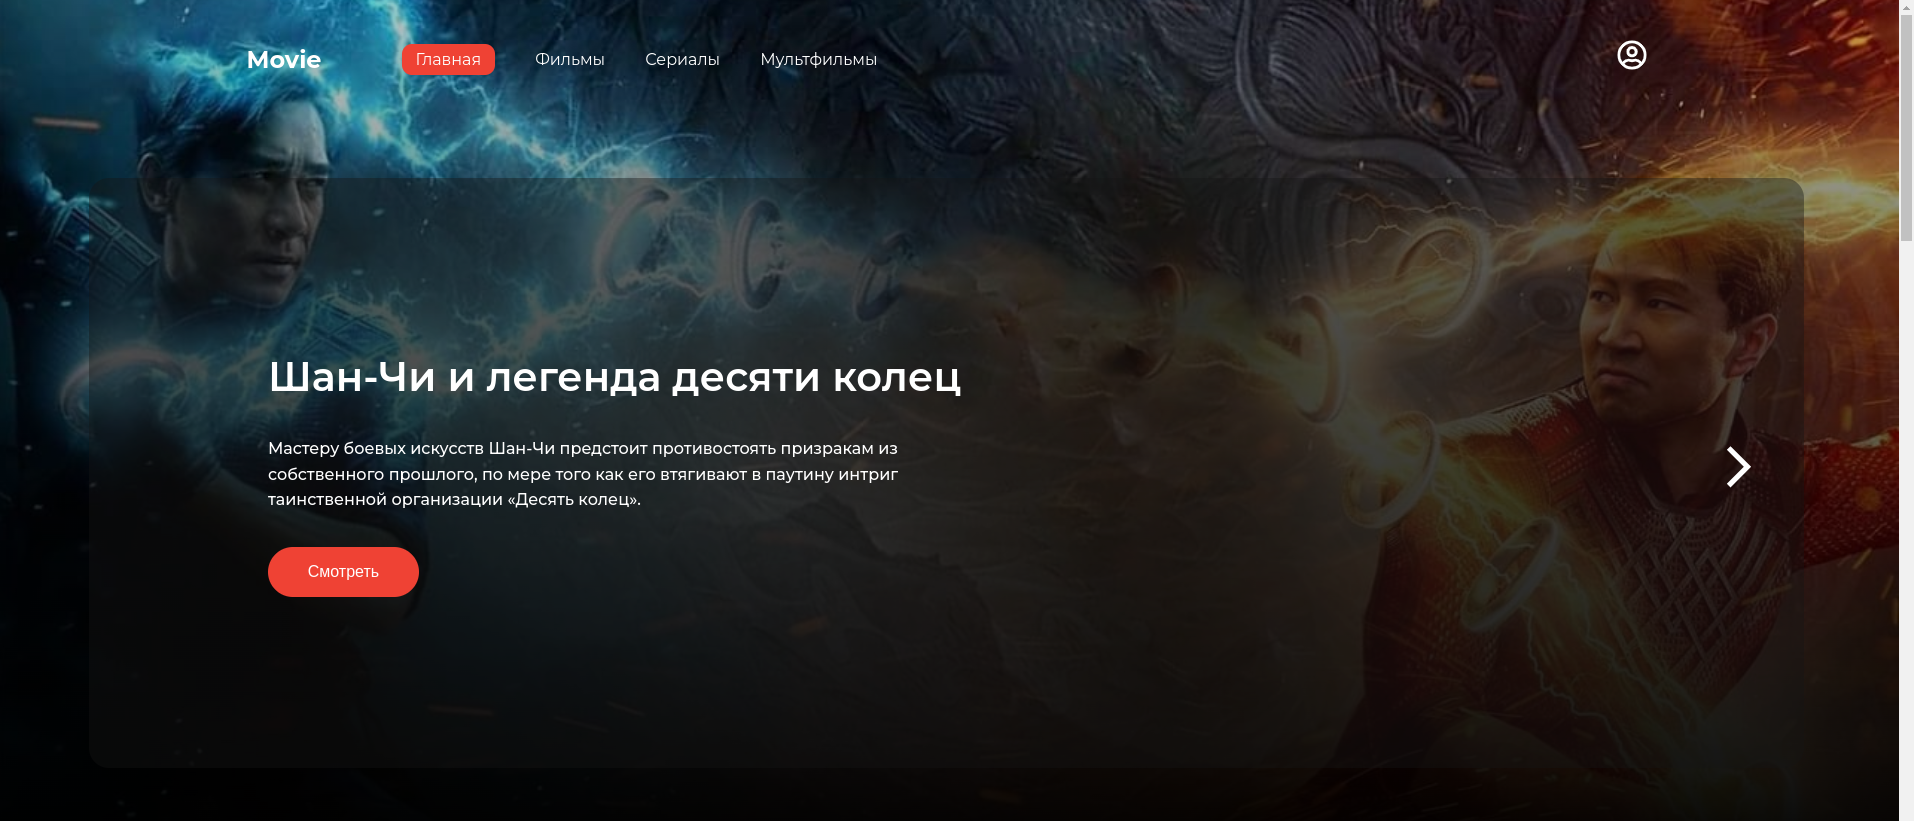 Movie
Главная
Фильмы
Сериалы
Мультфильмы
Шан-Чи и легенда десяти колец
Мастеру боевых искусств Шан-Чи предстоит противостоять призракам из
собственного прошлого, по мере того как его втягивают в паутину интриг
таинственной организации «Десять колец».
Смотреть